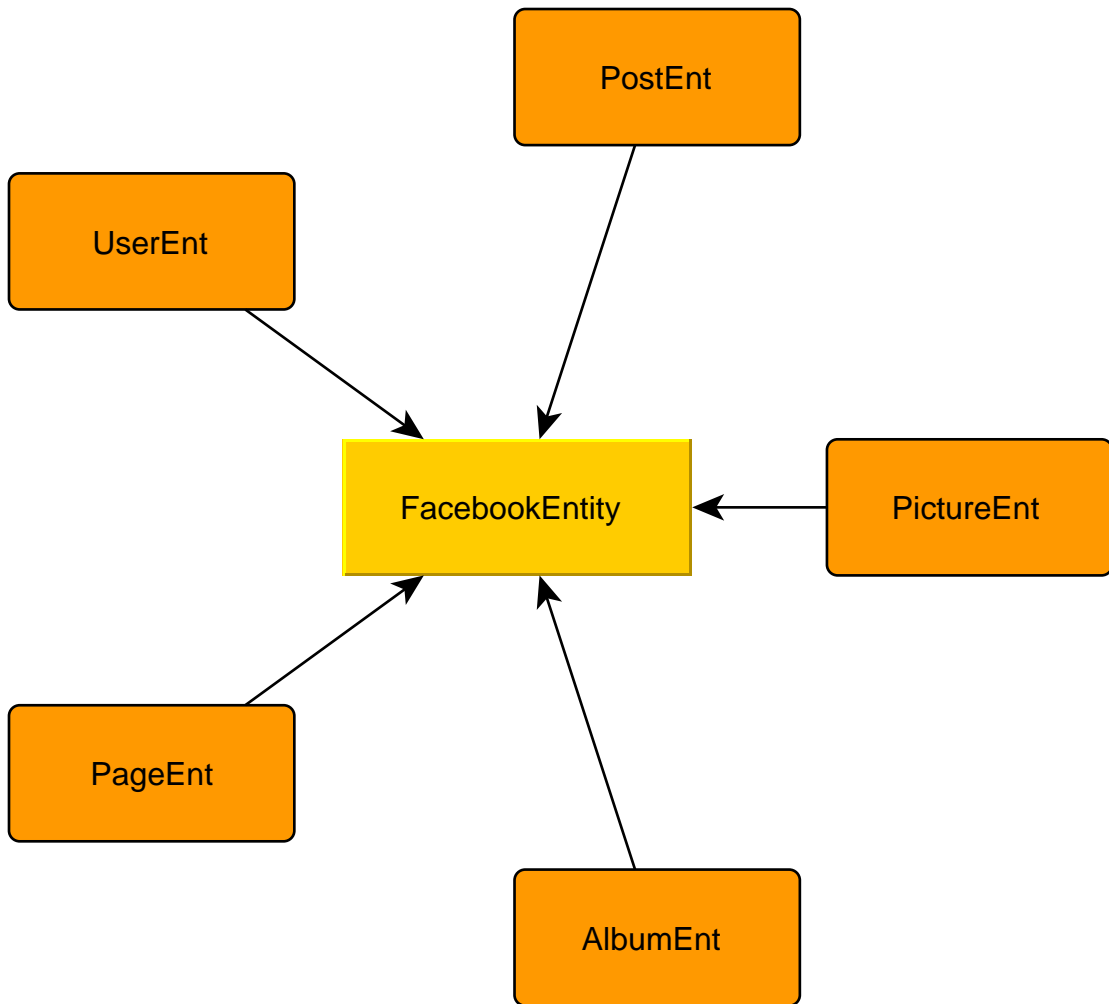 PostEnt
UserEnt
FacebookEntity
PictureEnt
PageEnt
AlbumEnt